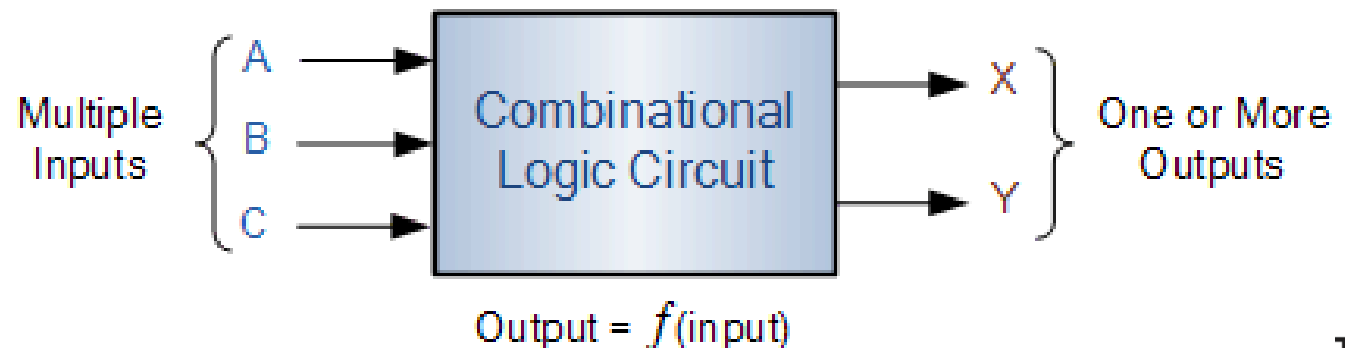 Multiple
Inputs
A
B
C
Combinational
Logic Circuit
X
Y
One or More
Outputs
Output = f(input)